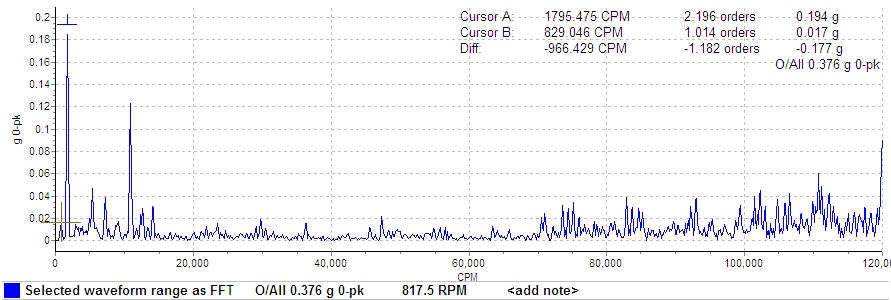 Cursor A: 1795.475 CPM 2.196 orders 0.194 g
Cursor B: 829.046 CPM 1.014 orders 0.017 g
Diff: -966.429 CPM -1.182 orders -0.177 g
O/All 0.376 g 0-pk
g 0-pk
0.2
0.18
0.16
0.14
0.12
0.1
0.08
0.06
0.04
0.02
0
0 20,000 40,000 60,000 80,000 100,000 120,0
CPM
Selected waveform range as FFT O/All 0.376 g 0-pk 817.5 RPM <add note>